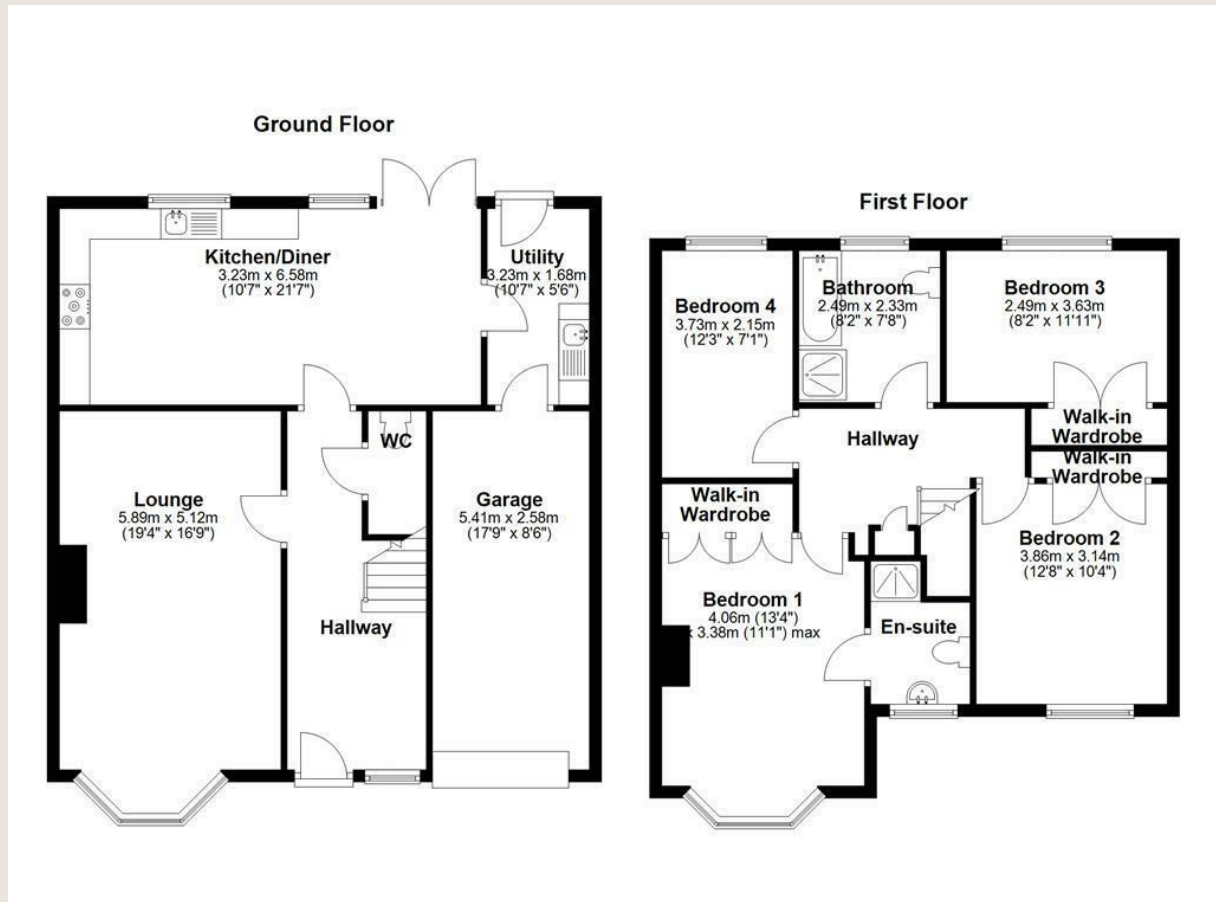 Ground Floor
Kitchen/Diner
3.23m x 6.58m
(10'7" x 21'7")
Utility
3.23m x 1.68m
(10'7" x 5'6")
WC
Lounge
5.89m x 5.12m
(19'4" x 16'9")
Garage
5.41m x 2.58m
(17'9" x 8'6")
Hallway
First Floor
Bedroom 4
3.73m x 2.15m
(12'3" x 7'1")
Bathroom
2.49m x 2.33m
(8'2" x 7'8")
Bedroom 3
2.49m x 3.63m
(8'2" x 11'11")
Walk-in
Wardrobe
Hallway
Walk-in
Wardrobe
Walk-in
Wardrobe
Bedroom 2
3.86m x 3.14m
(12'8" x 10'4")
Bedroom 1
4.06m (13'4")
x 3.38m (11'1") max
En-suite